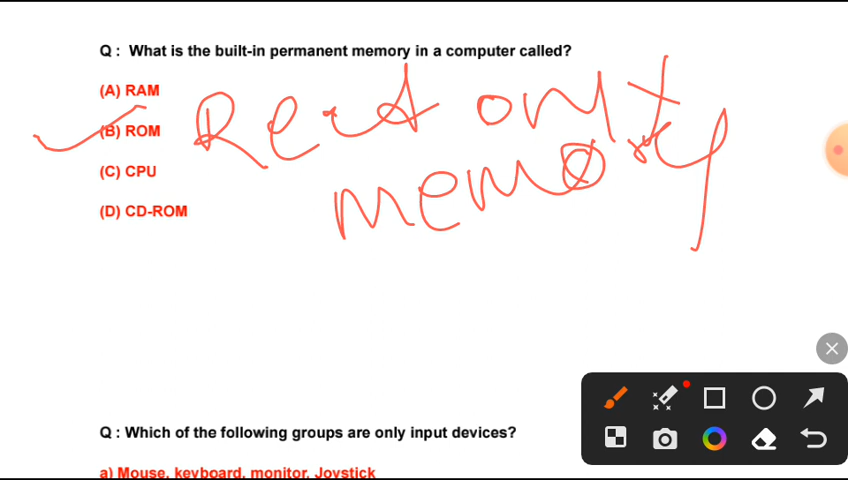 Q : What is the built-in permanent memory in a computer called?
(A) RAM
(B) ROM
(C) CPU
(D) CD-ROM
only
memory
Q : Which of the following groups are only input devices?
a) Mouse, keyboard, monitor, Joystick